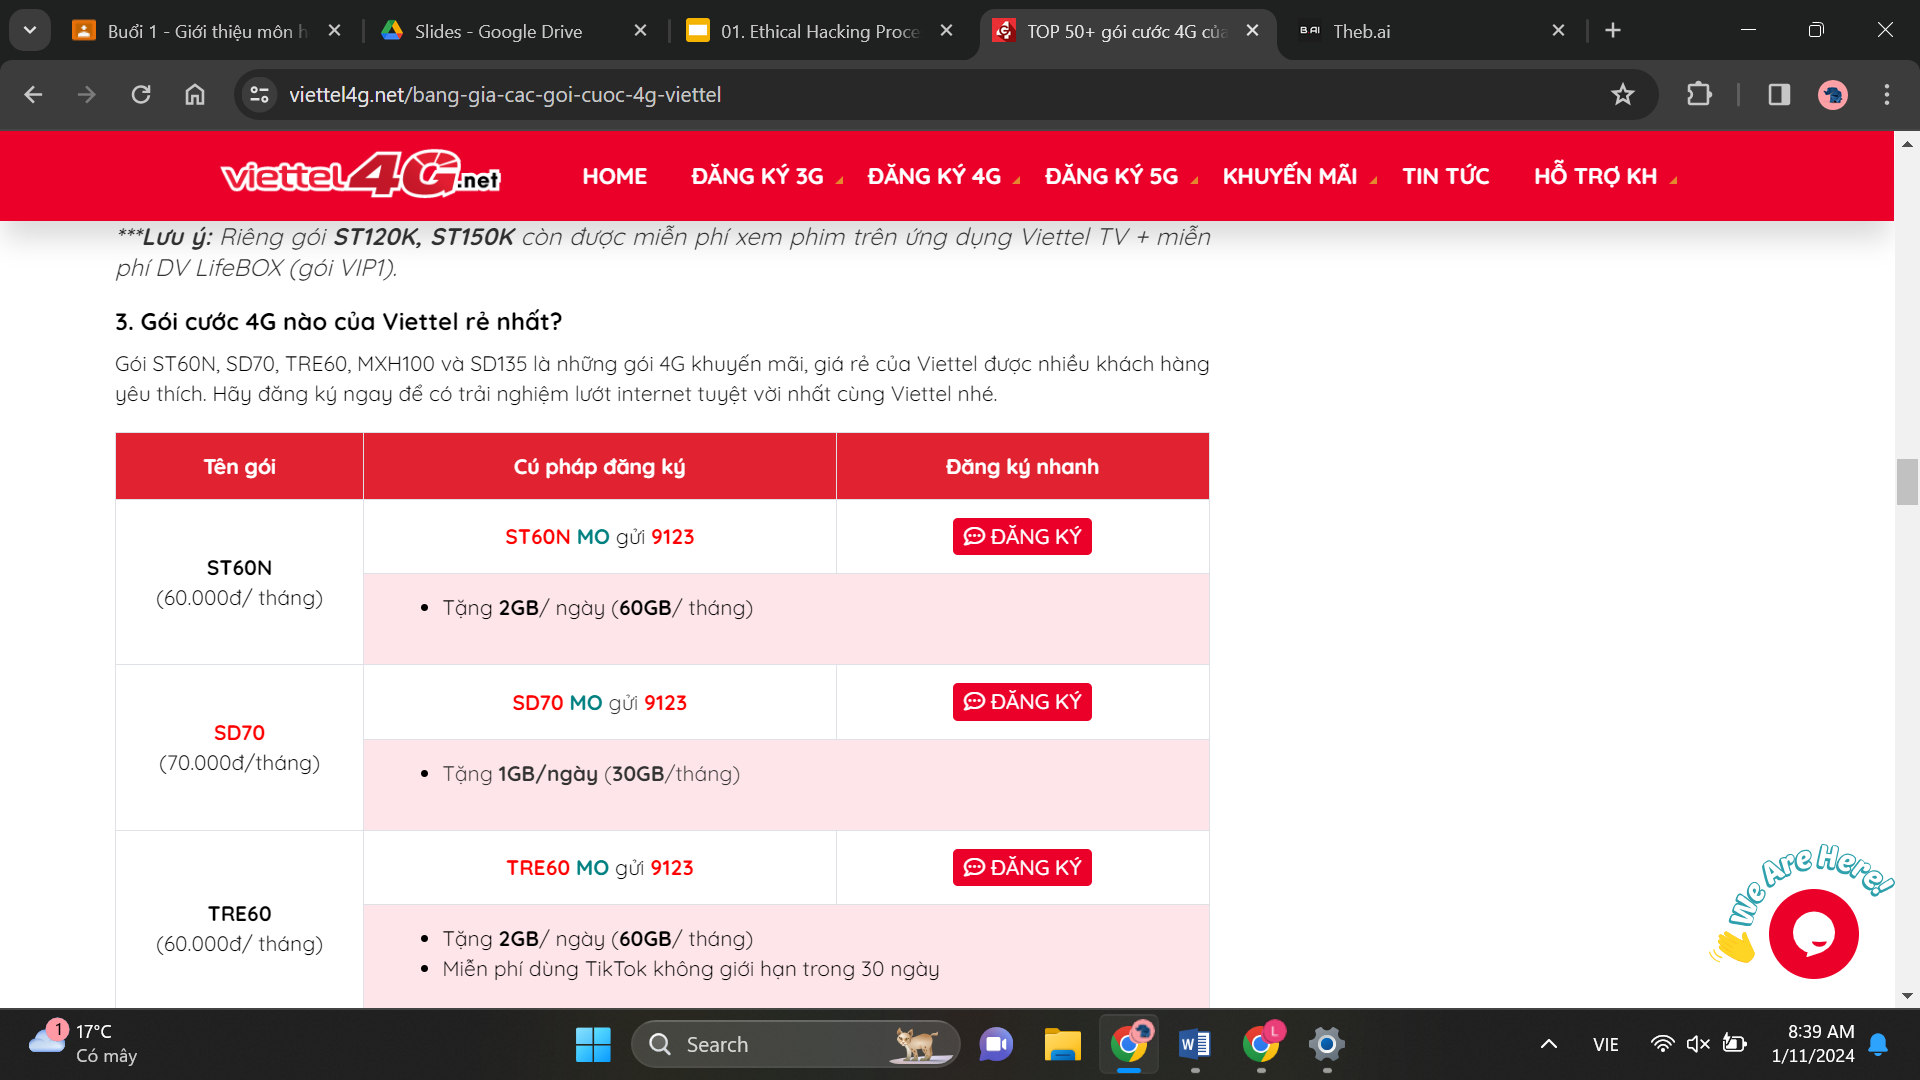 Buổi 1 - Giới thiệu môn h
Slides - Google Drive
01. Ethical Hacking Proce
TOP 50+ gói cước 4G củ
B.AI
Theb.ai
viettel4g.net/bang-gia-cac-goi-cuoc-4g-viettel
viettel4G.net
HOME
ĐĂNG KÝ 3G
ĐĂNG KÝ 4G
ĐĂNG KÝ 5G
KHUYẾN MÃI
TIN TỨC
HỖ TRỢ KH
***Lưu ý: Riêng gói ST120K, ST150K còn được miễn phí xem phim trên ứng dụng Viettel TV + miễn
phí DV LifeBOX (gói VIP1).
3. Gói cước 4G nào của Viettel rẻ nhất?
Gói ST60N, SD70, TRE60, MXH100 và SD135 là những gói 4G khuyến mãi, giá rẻ của Viettel được nhiều khách hàng
yêu thích. Hãy đăng ký ngay để có trải nghiệm lướt internet tuyệt vời nhất cùng Viettel nhé.
Tên gói
Cú pháp đăng ký
Đăng ký nhanh
ST60N
(60.000đ/ tháng)
ST60N MO gửi 9123
ĐĂNG KÝ
• Tặng 2GB/ ngày (60GB/ tháng)
SD70
(70.000đ/tháng)
SD70 MO gửi 9123
ĐĂNG KÝ
• Tặng 1GB/ngày (30GB/tháng)
TRE60
(60.000đ/ tháng)
TRE60 MO gửi 9123
ĐĂNG KÝ
• Tặng 2GB/ ngày (60GB/ tháng)
• Miễn phí dùng TikTok không giới hạn trong 30 ngày
We Are Here!
1
17°C
Có mây
Search
L
VIE
8:39 AM
1/11/2024